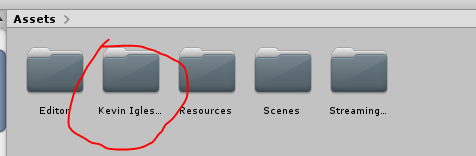 Assets >
Editor Kevin Igles... Resources Scenes Streaming...